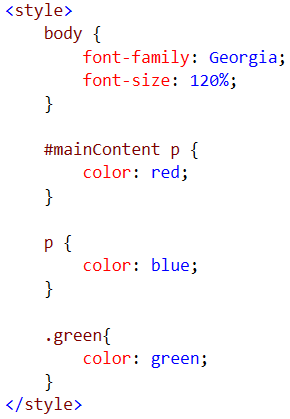 <style>
body {
font-family: Georgia;
font-size: 120%;
}
#mainContent p {
color: red;
}
p {
color: blue;
}
.green{
color: green;
}
</style>